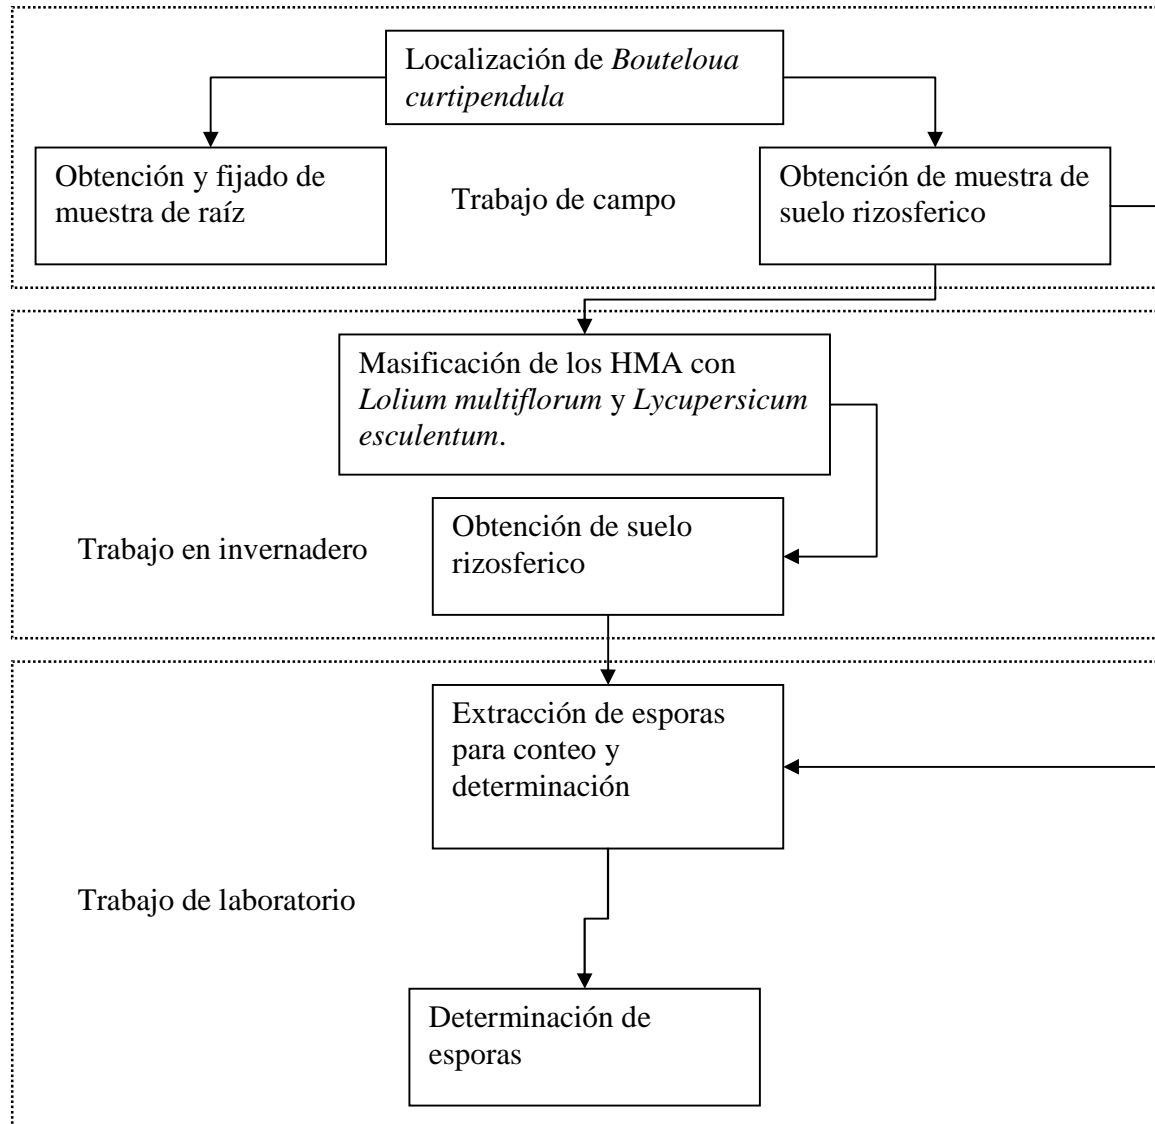 Localización de Bouteloua
curtipendula
Obtención y fijado de
muestra de raíz
Trabajo de campo
Obtención de muestra de
suelo rizosferico
Masificación de los HMA con
Lolium multiflorum y Lycupersicum
esculentum.
Trabajo en invernadero
Obtención de suelo
rizosferico
Extracción de esporas
para conteo y
determinación
Trabajo de laboratorio
Determinación de
esporas